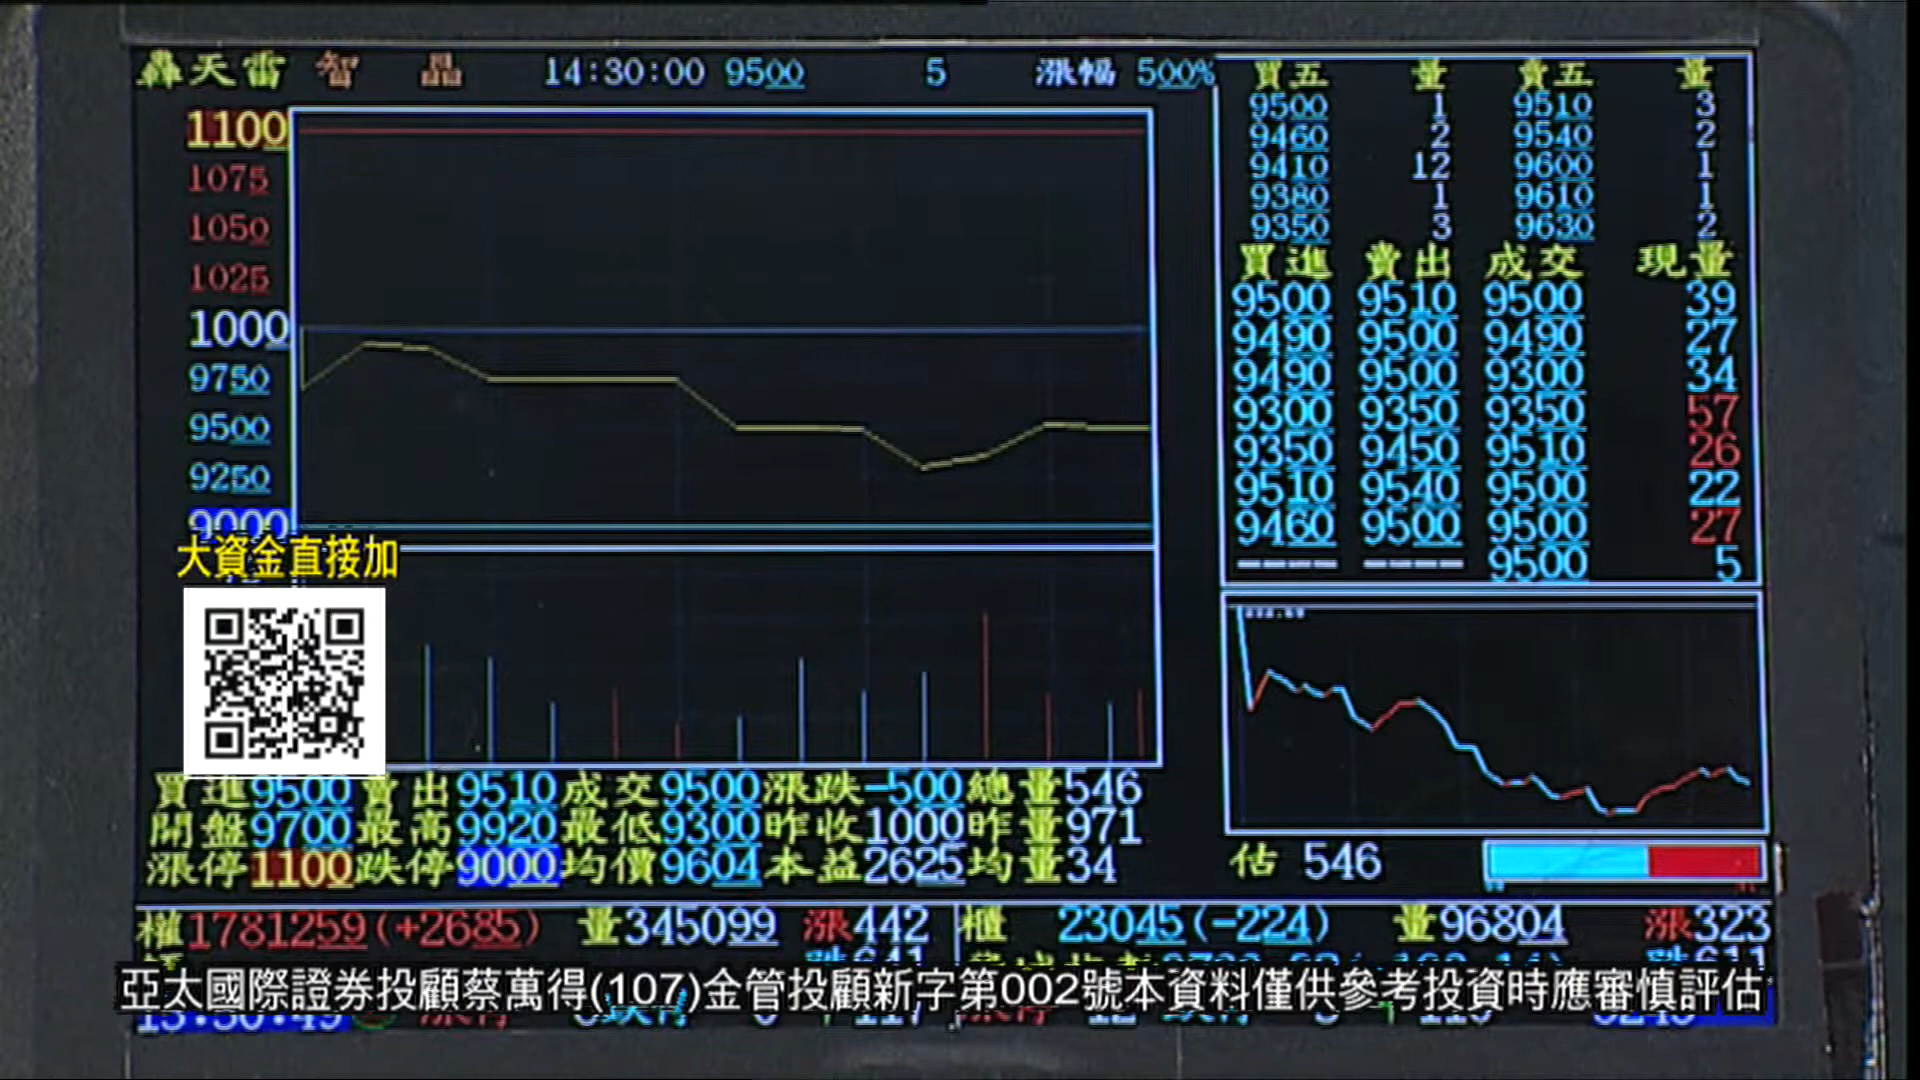 轟天雷 智 晶 14:30:00 9500 5 漲幅 500%
1100
1075
1050
1025
1000
9750
9500
9250
9000
買五 量 賣五 量
9500 1 9510 3
9460 2 9540 2
9410 12 9600 1
9380 1 9610 1
9350 3 9630 2
買進 賣出 成交 現量
9500 9510 9500 39
9490 9500 9490 27
9490 9500 9300 34
9300 9350 9350 57
9350 9450 9510 26
9510 9540 9500 22
9460 9500 9500 27
---- ---- 9500 5
大資金直接加
買進9500賣出9510成交9500漲跌-500總量546
開盤9700最高9920最低9300昨收1000昨量971
漲停1100跌停9000均價9604本益2625均量34
估 546
權1781259(+2685) 量345099 漲442 櫃 23045(-224) 量96804 漲323
亞太國際證券投顧蔡萬得(107)金管投顧新字第002號本資料僅供參考投資時應審慎評估